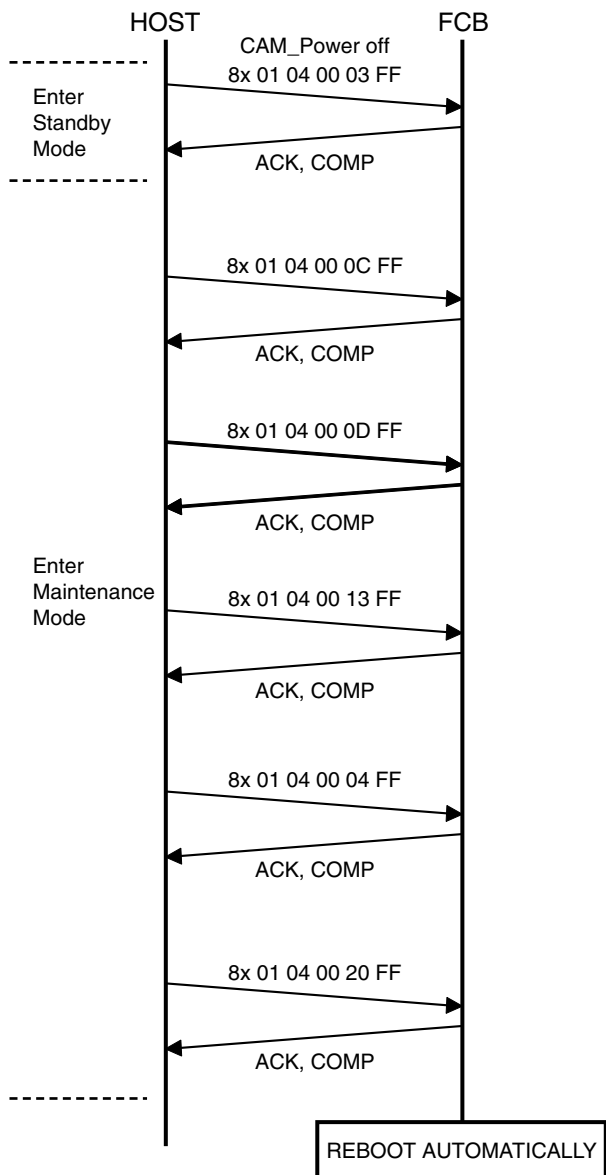 HOST
FCB
CAM_Power off
8x 01 04 00 03 FF
Enter
Standby
Mode
ACK, COMP
8x 01 04 00 0C FF
ACK, COMP
8x 01 04 00 0D FF
ACK, COMP
Enter
Maintenance
Mode
8x 01 04 00 13 FF
ACK, COMP
8x 01 04 00 04 FF
ACK, COMP
8x 01 04 00 20 FF
ACK, COMP
REBOOT AUTOMATICALLY